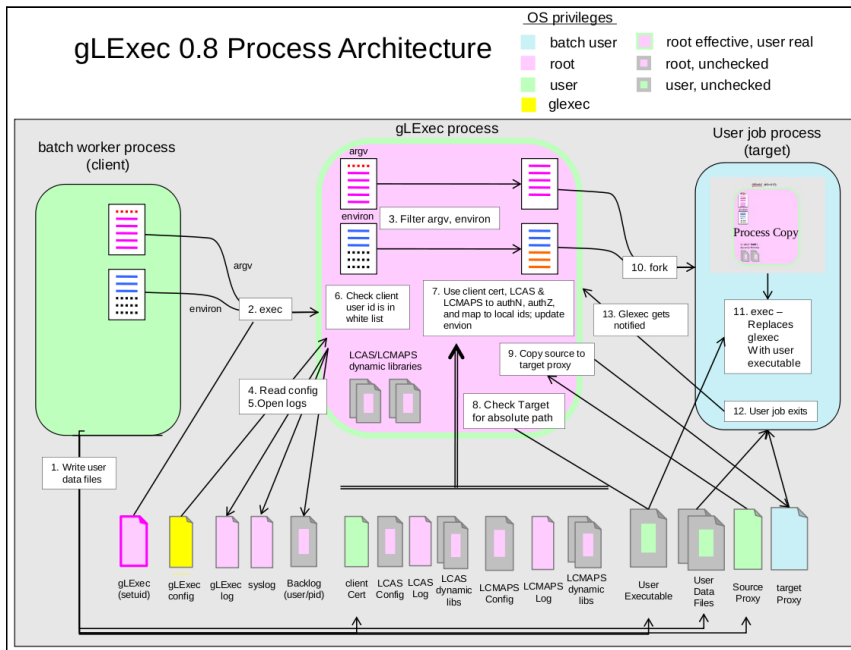 OS privileges
gLExec 0.8 Process Architecture
batch user
root effective, user real
root
root, unchecked
user
user, unchecked
glexec
batch worker process
(client)
gLExec process
User job process
(target)
argv
environ
3. Filter argv, environ
Process Copy
argv
environ
2. exec
10. fork
6. Check client
user id is in
white list
7. Use client cert, LCAS &
LCMAPS to authN, authZ,
and map to local ids; update
envion
13. Glexec gets
notified
11. exec –
Replaces
glexec
With user
executable
LCAS/LCMAPS
dynamic libraries
9. Copy source to
target proxy
4. Read config
5.Open logs
8. Check Target
for absolute path
12. User job exits
1. Write user
data files
gLExec
(setuid)
gLExec
config
gLExec
log
syslog
Backlog
(user/pid)
client
Cert
LCAS
Config
LCAS
Log
LCAS
dynamic
libs
LCMAPS
Config
LCMAPS
Log
LCMAPS
dynamic
libs
User
Executable
User
Data
Files
Source
Proxy
target
Proxy